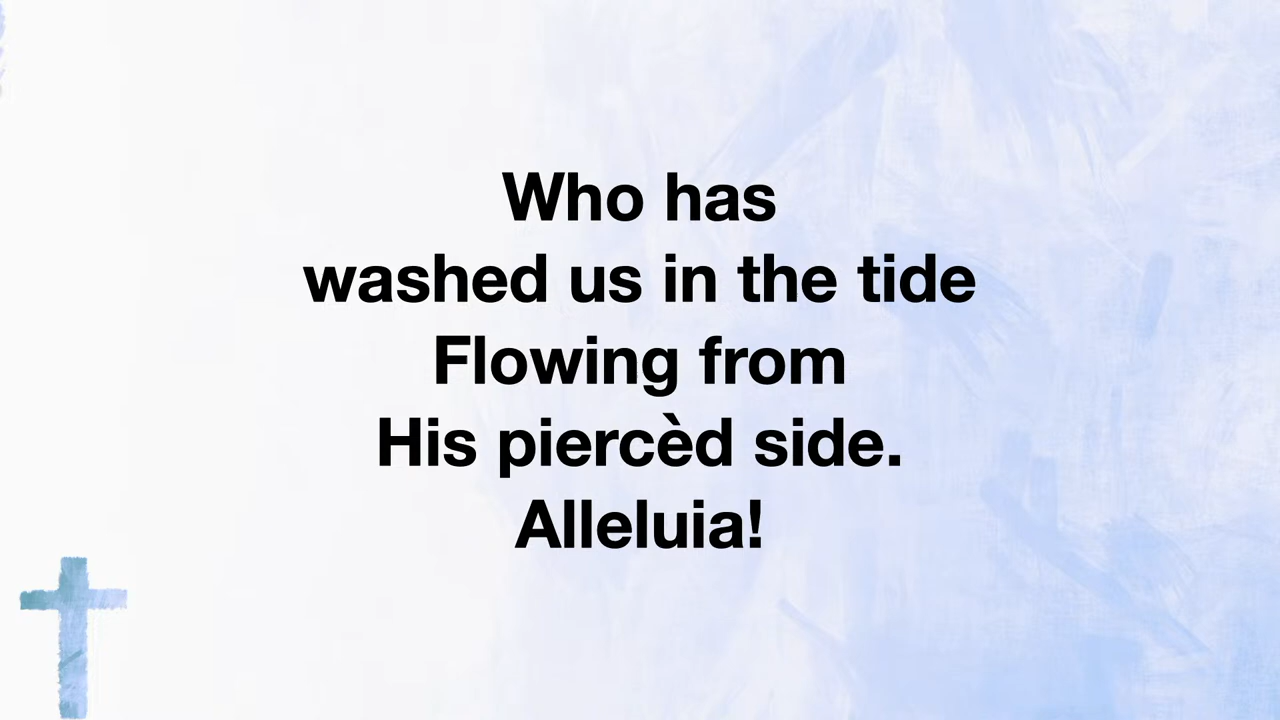 Who has
washed us in the tide
Flowing from
His piercèd side.
Alleluia!